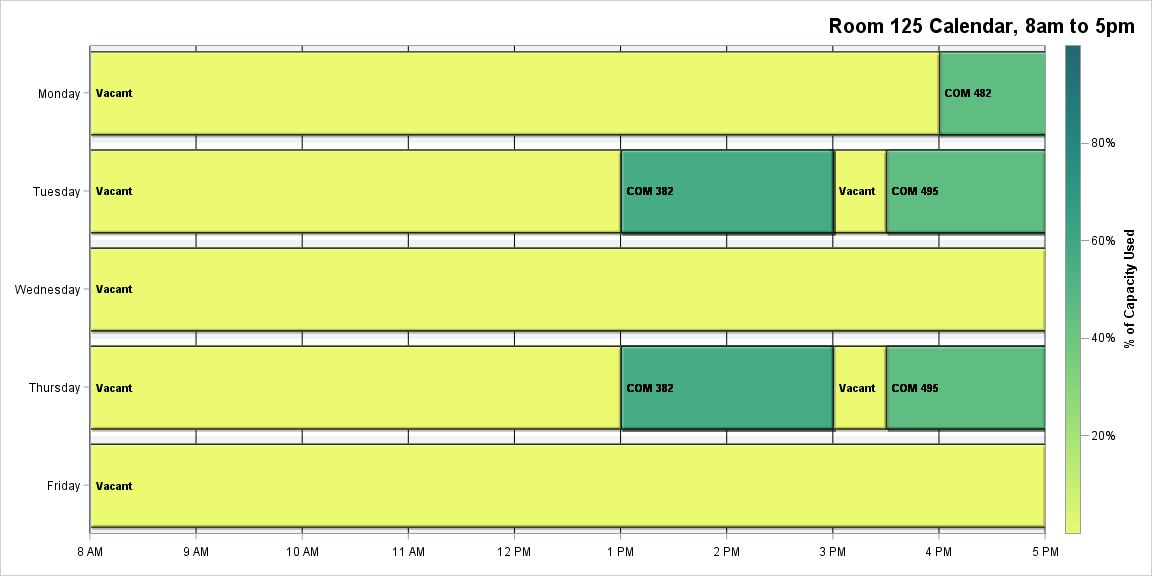 Room 125 Calendar, 8am to 5pm
Monday
Vacant
COM 482
Tuesday
Vacant
COM 382
Vacant
COM 495
Wednesday
Vacant
Thursday
Vacant
COM 382
Vacant
COM 495
Friday
Vacant
8 AM
9 AM
10 AM
11 AM
12 PM
1 PM
2 PM
3 PM
4 PM
5 PM
80%
60%
40%
20%
% of Capacity Used